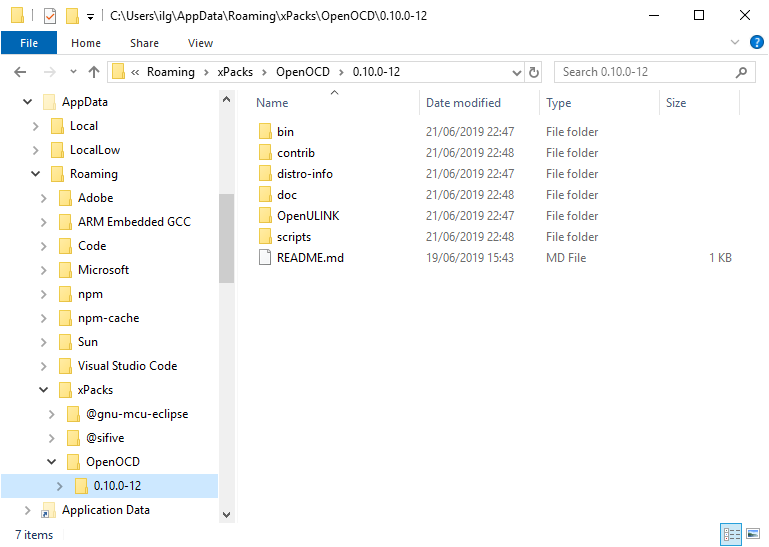 C:\Users\ilg\AppData\Roaming\xPacks\OpenOCD\0.10.0-12
File Home Share View
« Roaming > xPacks > OpenOCD > 0.10.0-12 Search 0.10.0-12
AppData
Local
LocalLow
Roaming
Adobe
ARM Embedded GCC
Code
Microsoft
npm
npm-cache
Sun
Visual Studio Code
xPacks
@gnu-mcu-eclipse
@sifive
OpenOCD
0.10.0-12
Application Data
Name Date modified Type Size
bin 21/06/2019 22:47 File folder
contrib 21/06/2019 22:48 File folder
distro-info 21/06/2019 22:47 File folder
doc 21/06/2019 22:48 File folder
OpenULINK 21/06/2019 22:47 File folder
scripts 21/06/2019 22:48 File folder
README.md 19/06/2019 15:43 MD File 1 KB
7 items